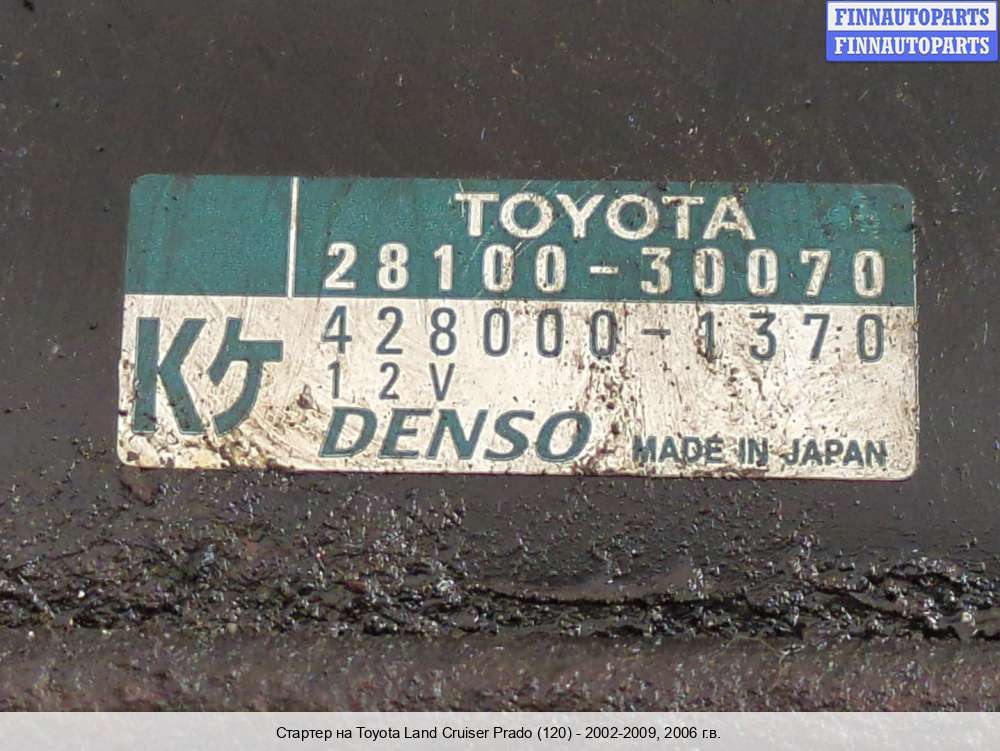 FINNAUTOPARTS
FINNAUTOPARTS
TOYOTA
28100-30070
Kケ
428000-1370
12V
DENSO MADE IN JAPAN
Стартер на Toyota Land Cruiser Prado (120) - 2002-2009, 2006 г.в.